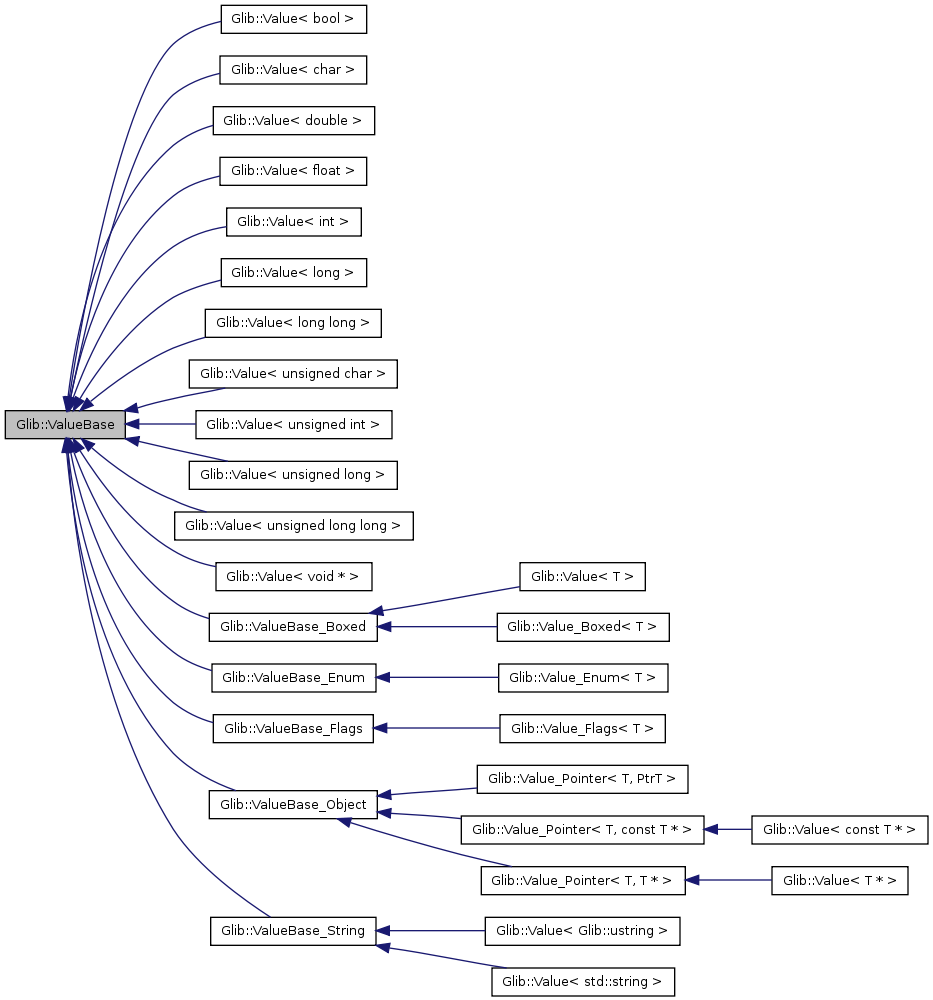 Glib::Value< bool >
Glib::Value< char >
Glib::Value< double >
Glib::Value< float >
Glib::Value< int >
Glib::Value< long >
Glib::Value< long long >
Glib::Value< unsigned char >
Glib::ValueBase
Glib::Value< unsigned int >
Glib::Value< unsigned long >
Glib::Value< unsigned long long >
Glib::Value< void * >
Glib::Value< T >
Glib::ValueBase_Boxed
Glib::Value_Boxed< T >
Glib::ValueBase_Enum
Glib::Value_Enum< T >
Glib::ValueBase_Flags
Glib::Value_Flags< T >
Glib::Value_Pointer< T, PtrT >
Glib::ValueBase_Object
Glib::Value_Pointer< T, const T * >
Glib::Value< const T * >
Glib::Value_Pointer< T, T * >
Glib::Value< T * >
Glib::ValueBase_String
Glib::Value< Glib::ustring >
Glib::Value< std::string >